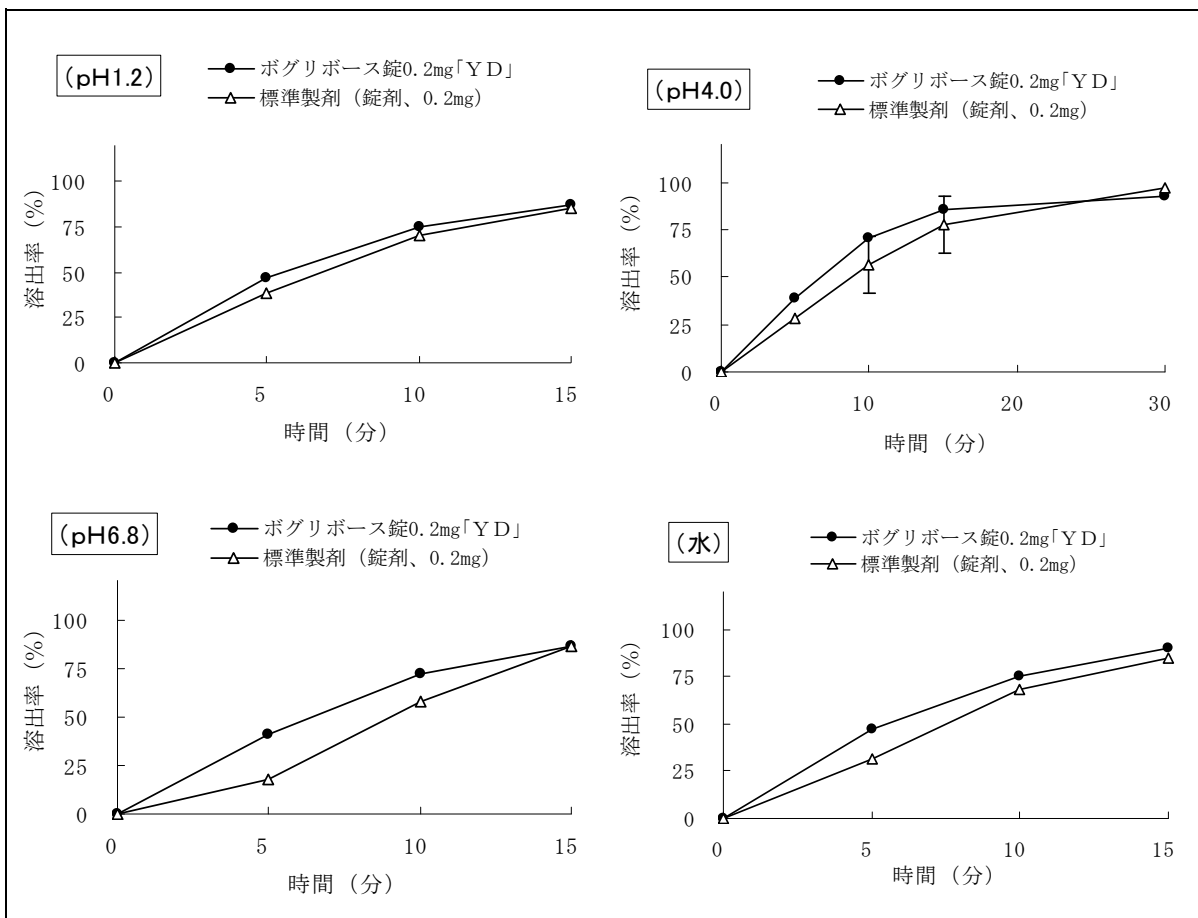 (pH1.2)
ボグリボース錠0.2mg「ＹＤ」
標準製剤（錠剤、0.2mg）
溶出率 (%)
100
75
50
25
0
0 5 10 15
時間（分）
(pH4.0)
ボグリボース錠0.2mg「ＹＤ」
標準製剤（錠剤、0.2mg）
溶出率 (%)
100
75
50
25
0
0 10 20 30
時間（分）
(pH6.8)
ボグリボース錠0.2mg「ＹＤ」
標準製剤（錠剤、0.2mg）
溶出率 (%)
100
75
50
25
0
0 5 10 15
時間（分）
(水)
ボグリボース錠0.2mg「ＹＤ」
標準製剤（錠剤、0.2mg）
溶出率 (%)
100
75
50
25
0
0 5 10 15
時間（分）